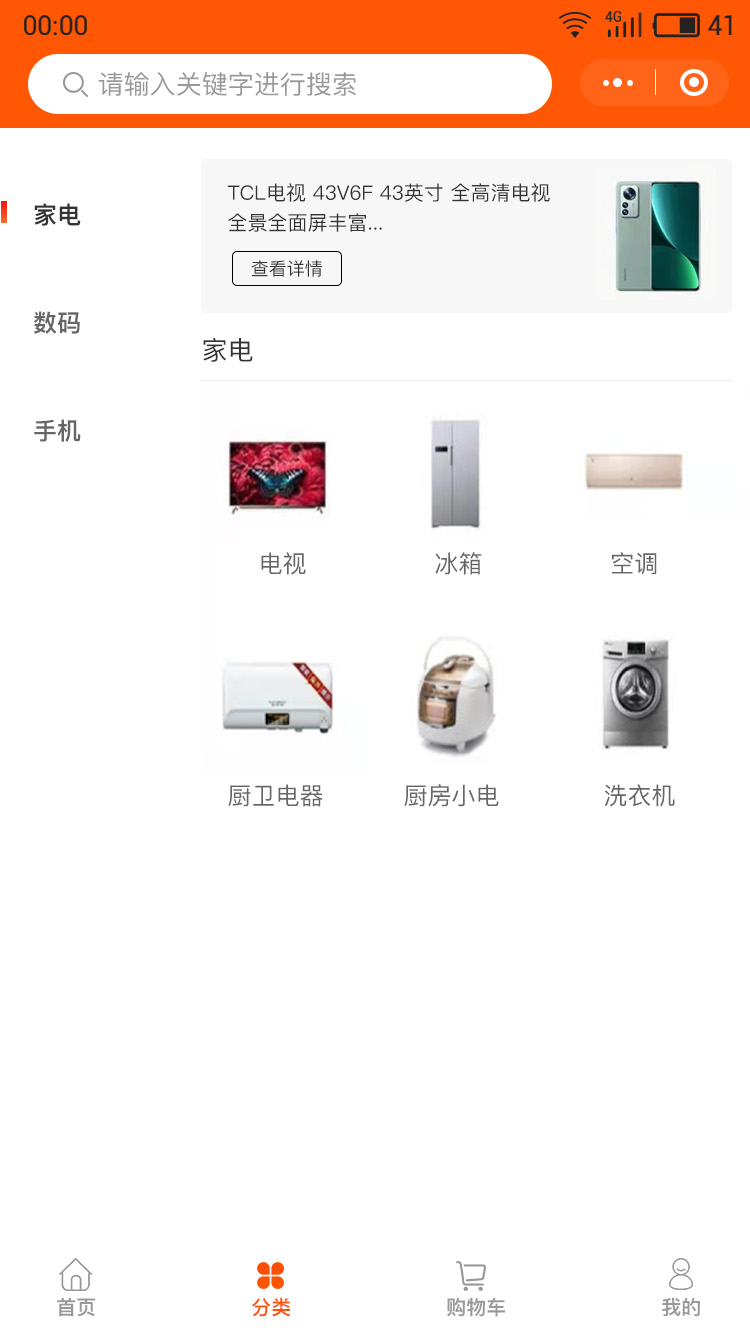 00:00
4G
41
请输入关键字进行搜索
家电
数码
手机
TCL电视 43V6F 43英寸 全高清电视
全景全面屏丰富...
查看详情
家电
电视
冰箱
空调
厨卫电器
厨房小电
洗衣机
首页
分类
购物车
我的